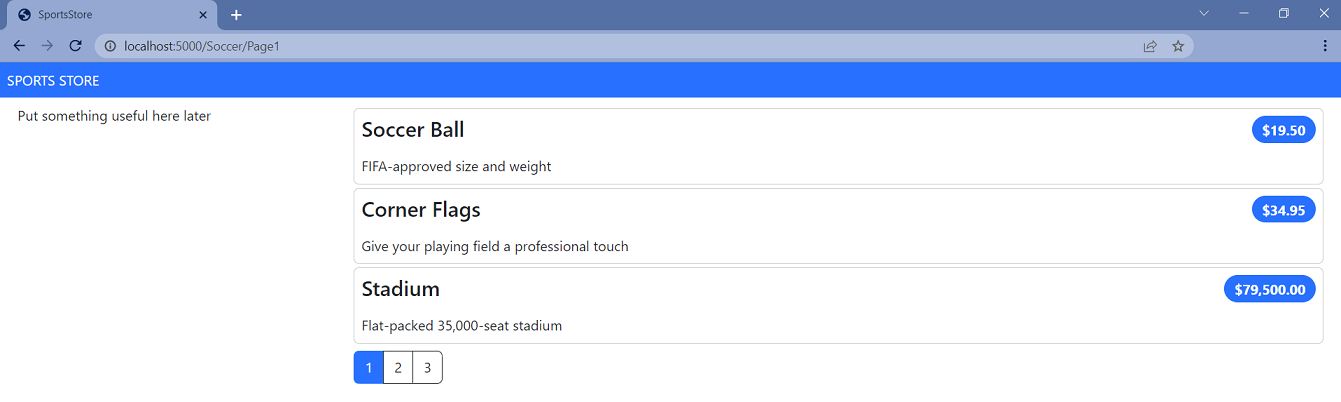 SportsStore
localhost:5000/Soccer/Page1
SPORTS STORE
Put something useful here later
Soccer Ball
$19.50
FIFA-approved size and weight
Corner Flags
$34.95
Give your playing field a professional touch
Stadium
$79,500.00
Flat-packed 35,000-seat stadium
1 2 3